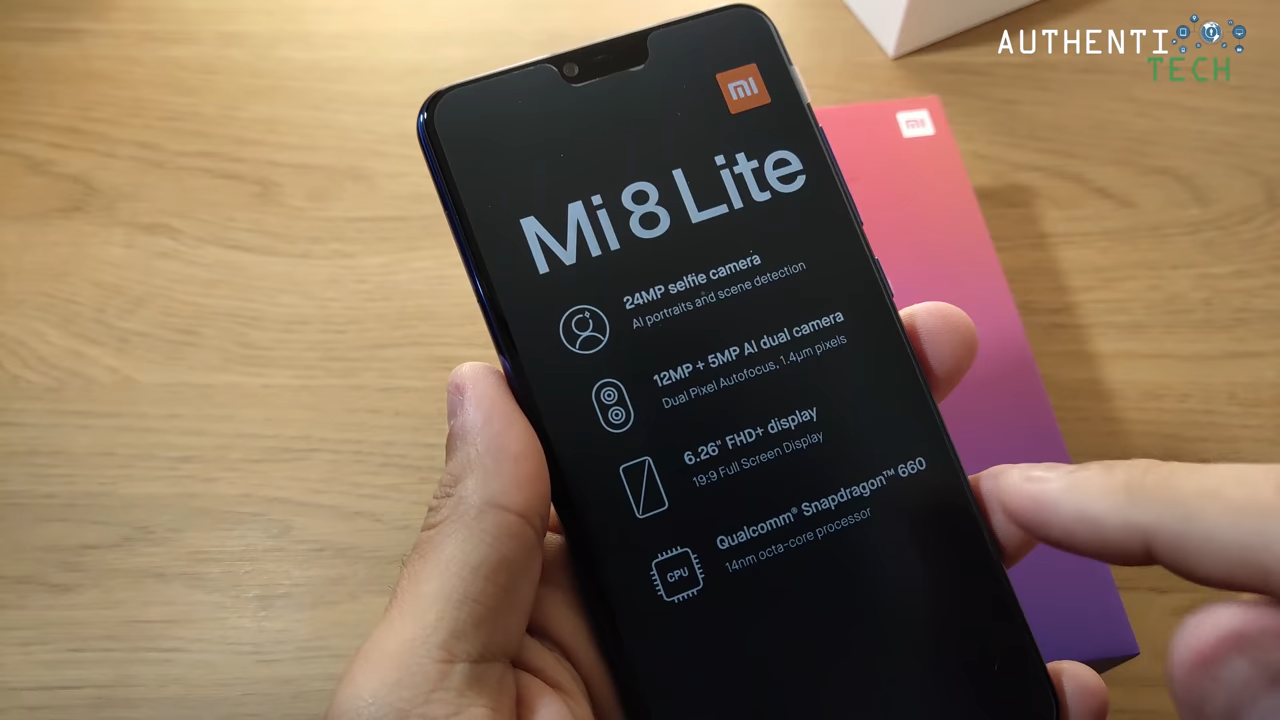 AUTHENTI
TECH
mi
mi
Mi 8 Lite
24MP selfie camera
AI portraits and scene detection
12MP + 5MP AI dual camera
Dual Pixel Autofocus, 1.4μm pixels
6.26" FHD+ display
19:9 Full Screen Display
Qualcomm® Snapdragon™ 660
14nm octa-core processor
CPU